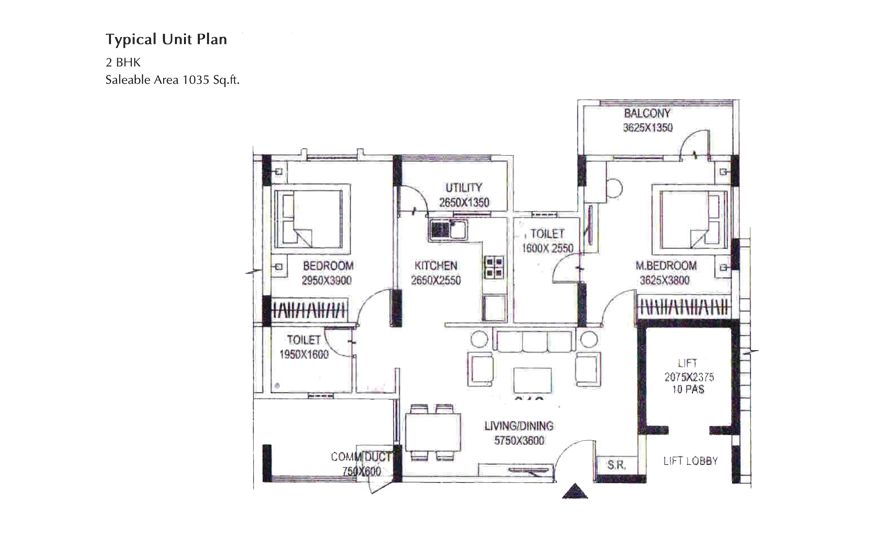 Typical Unit Plan
2 BHK
Saleable Area 1035 Sq.ft.
BALCONY
3625X1350
UTILITY
2650X1350
TOILET
1600X 2550
BEDROOM
2950X3900
KITCHEN
2650X2550
M.BEDROOM
3625X3800
TOILET
1950X1600
LIFT
2075X2375
10 PAS
LIVING/DINING
5750X3600
COMM DUCT
750X600
S.R.
LIFT LOBBY